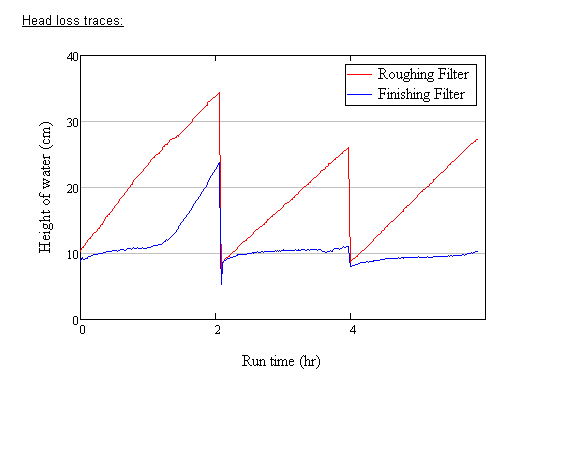 Head loss traces:
40
Roughing Filter
Finishing Filter
30
Height of water (cm)
20
10
0
0 2 4
Run time (hr)